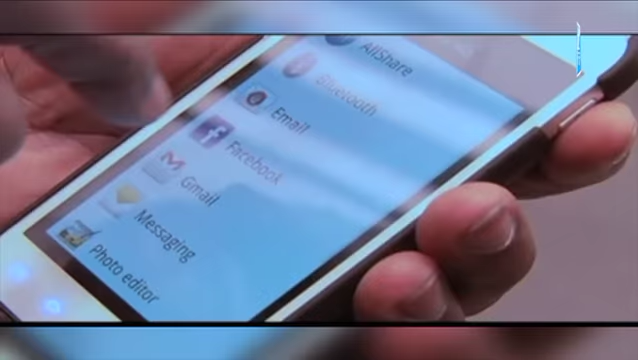 AllShare
Bluetooth
Email
Facebook
Gmail
Messaging
Photo editor